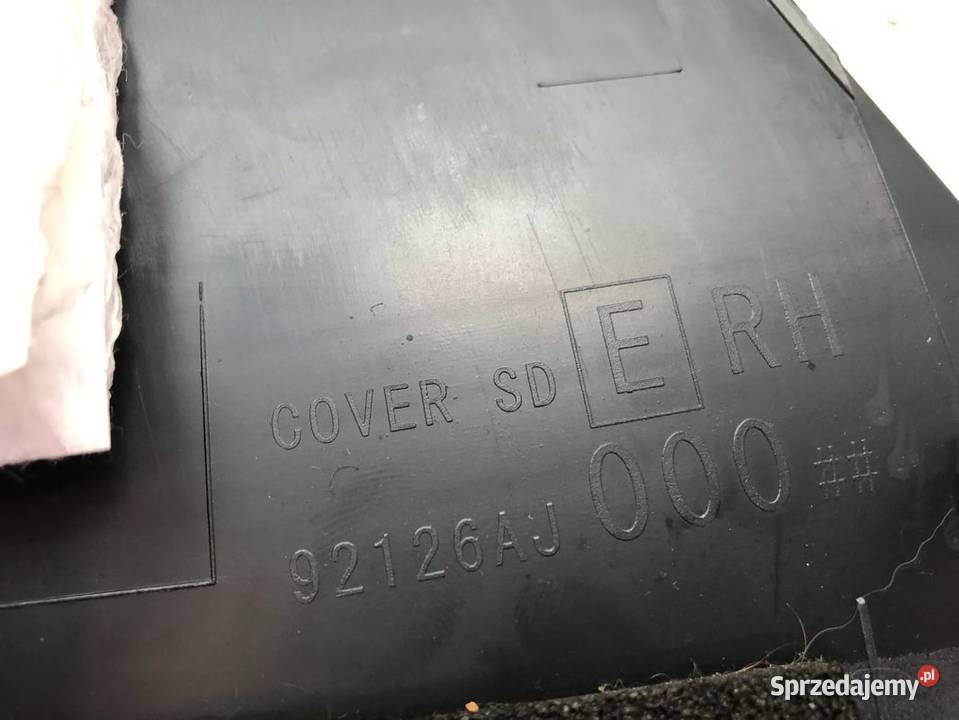 COVER SD E RH
92126AJ 000 ##
Sprzedajemy.pl